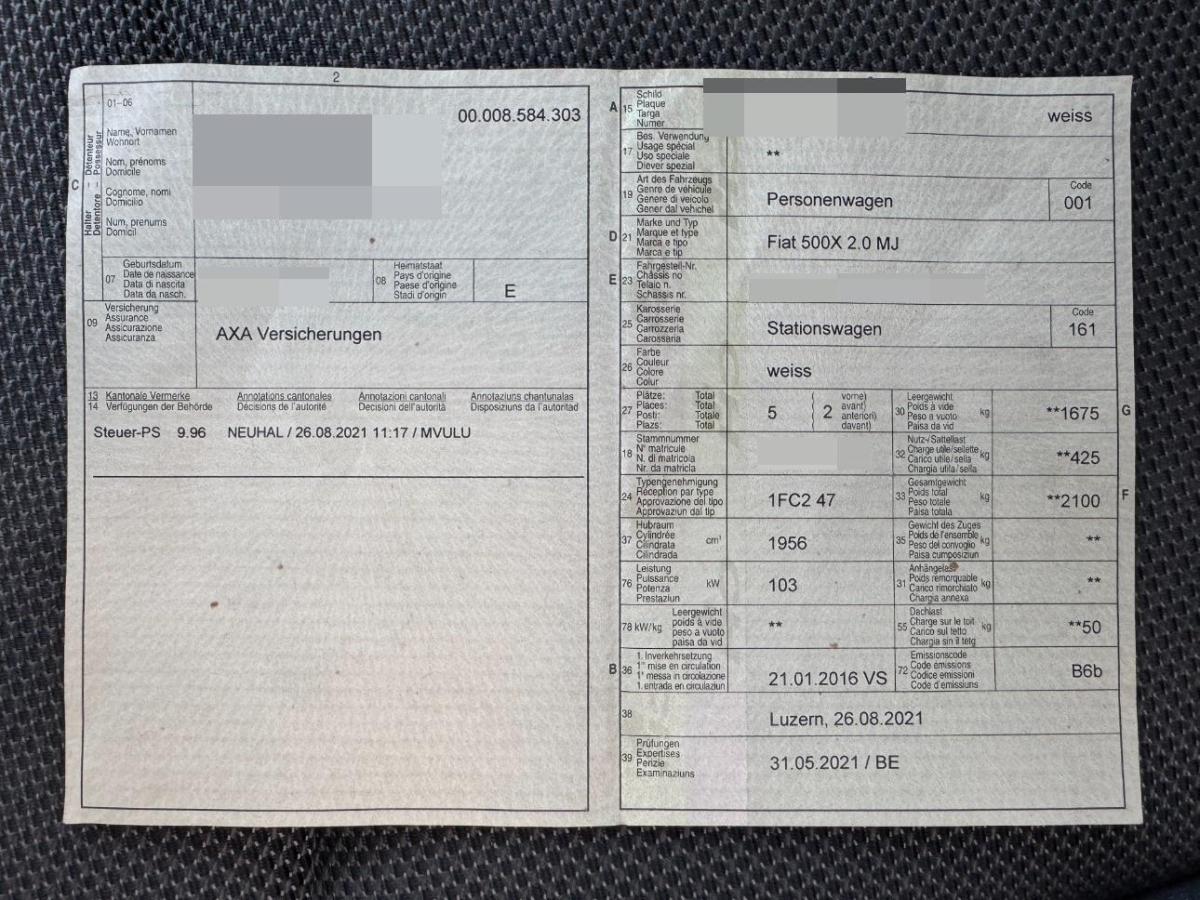 2
01-06
00.008.584.303
C
Halter – Détenteur
Detentore – Possessur
Name, Vornamen
Wohnort
Nom, prénoms
Domicile
Cognome, nomi
Domicilio
Num, prenums
Domicil
07
Geburtsdatum
Date de naissance
Data di nascita
Data da nasch.
08
Heimatstaat
Pays d'origine
Paese d'origine
Stadi d'origin
E
09
Versicherung
Assurance
Assicurazione
Assicuranza
AXA Versicherungen
13 Kantonale Vermerke Annotations cantonales Annotazioni cantonali Annotaziuns chantunalas
14 Verfügungen der Behörde Décisions de l'autorité Decisioni dell'autorità Disposiziuns da l'autoritad
Steuer-PS 9.96 NEUHAL / 26.08.2021 11:17 / MVULU
A 15
Schild
Plaque
Targa
Numer
weiss
17
Bes. Verwendung
Usage spécial
Uso speciale
Diever spezial
**
19
Art des Fahrzeugs
Genre de véhicule
Genere di veicolo
Gener dal vehichel
Personenwagen
Code
001
D 21
Marke und Typ
Marque et type
Marca e tipo
Marca e tip
Fiat 500X 2.0 MJ
E 23
Fahrgestell-Nr.
Châssis no
Telaio n.
Schassis nr.
25
Karosserie
Carrosserie
Carrozzeria
Carossaria
Stationswagen
Code
161
26
Farbe
Couleur
Colore
Colur
weiss
27
Plätze: Total
Places: Total
Posti: Totale
Plazs: Total
5
2
vorne)
avant)
anteriori)
davant)
30
Leergewicht
Poids à vide
Peso a vuoto
Paisa da vid
kg
**1675
G
18
Stammnummer
N° matricule
N. di matricola
Nr. da matricla
32
Nutz-/Sattellast
Charge utile/sellette
Carico utile/sella
Chargia utila/sella
kg
**425
24
Typengenehmigung
Réception par type
Approvazione del tipo
Approvaziun dal tip
1FC2 47
33
Gesamtgewicht
Poids total
Peso totale
Paisa totala
kg
**2100
F
37
Hubraum
Cylindrée
Cilindrata
Cilindrada
cm³
1956
35
Gewicht des Zuges
Poids de l'ensemble
Peso del convoglio
Paisa cumposiziun
kg
**
76
Leistung
Puissance
Potenza
Prestaziun
kW
103
31
Anhängelast
Poids remorquable
Carico rimorchiato
Chargia annexa
kg
**
78 kW/kg
Leergewicht
poids à vide
peso a vuoto
paisa da vid
**
55
Dachlast
Charge sur le toit
Carico sul tetto
Chargia sin il tetg
kg
**50
B 36
1. Inverkehrsetzung
1re mise en circulation
1a messa in circolazione
1. entrada en circulaziun
21.01.2016 VS
72
Emissionscode
Code émissions
Codice emissioni
Code d'emissiuns
B6b
38
Luzern, 26.08.2021
39
Prüfungen
Expertises
Perizie
Examinaziuns
31.05.2021 / BE